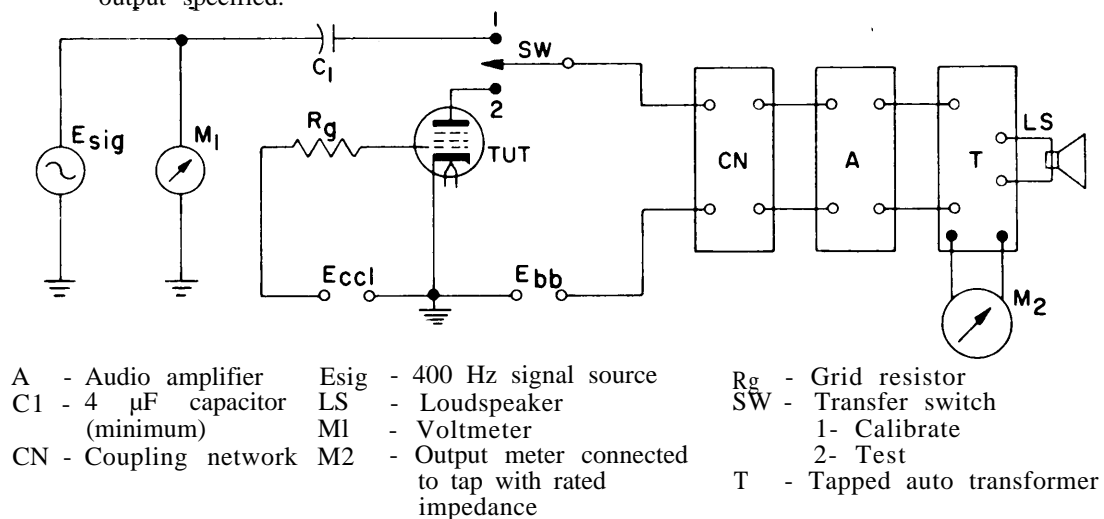 output specified.
1
SW
C1
2
Rg
Esig
M1
TUT
CN
A
T
LS
Ecc1
Ebb
M2
A - Audio amplifier
C1 - 4 µF capacitor
(minimum)
CN - Coupling network
Esig - 400 Hz signal source
LS - Loudspeaker
Ml - Voltmeter
M2 - Output meter connected
to tap with rated
impedance
Rg - Grid resistor
SW - Transfer switch
1- Calibrate
2- Test
T - Tapped auto transformer